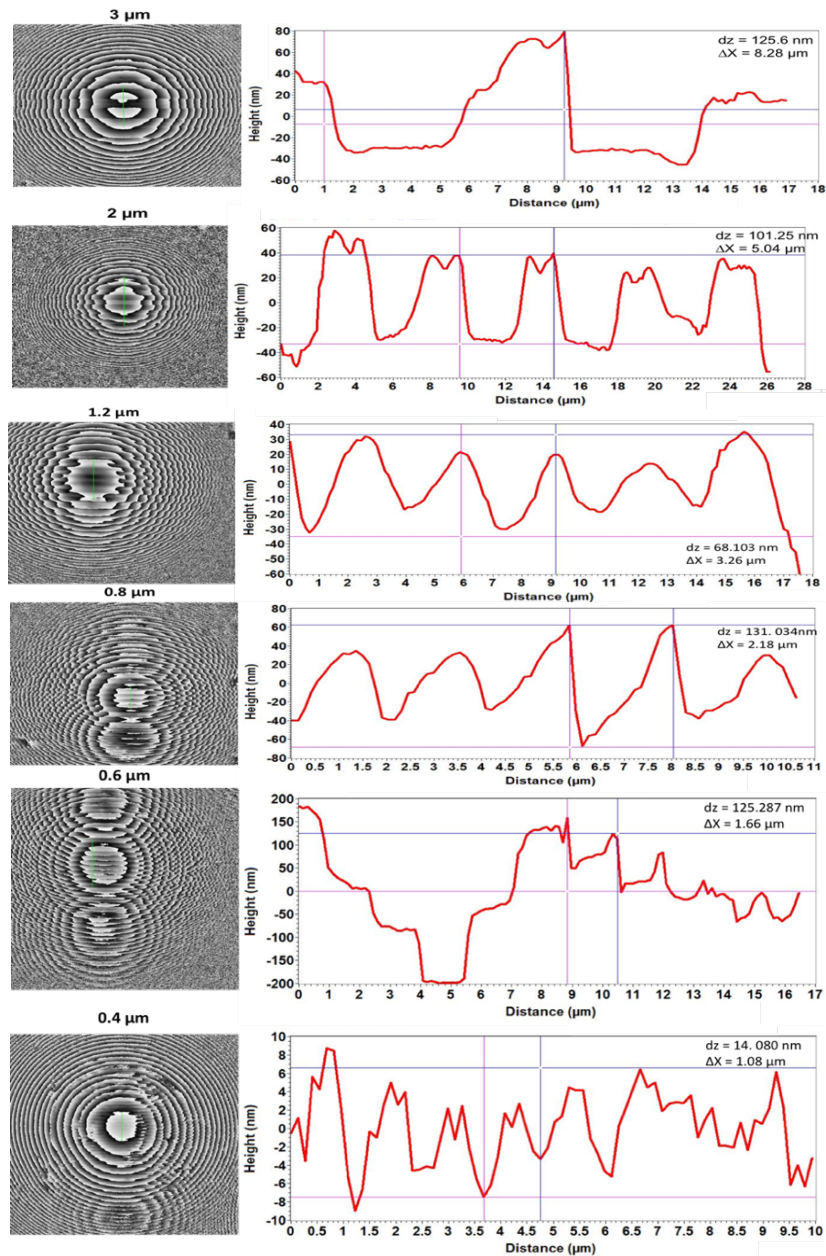 3 µm
80
60
40
20
0
-20
-40
-60
Height (nm)
dz = 125.6 nm
ΔX = 8.28 µm
0 1 2 3 4 5 6 7 8 9 10 11 12 13 14 15 16 17 18
Distance (µm)
2 µm
60
40
20
0
-20
-40
-60
Height (nm)
dz = 101.25 nm
ΔX = 5.04 µm
0 2 4 6 8 10 12 14 16 18 20 22 24 26 28
Distance (µm)
1.2 µm
40
30
20
10
0
-10
-20
-30
-40
-50
-60
Height (nm)
dz = 68.103 nm
ΔX = 3.26 µm
0 1 2 3 4 5 6 7 8 9 10 11 12 13 14 15 16 17 18
Distance (µm)
0.8 µm
80
60
40
20
0
-20
-40
-60
-80
Height (nm)
dz = 131. 034nm
ΔX = 2.18 µm
0 0.5 1 1.5 2 2.5 3 3.5 4 4.5 5 5.5 6 6.5 7 7.5 8 8.5 9 9.5 10 10.5 11
Distance (µm)
0.6 µm
200
150
100
50
0
-50
-100
-150
-200
Height (nm)
dz = 125.287 nm
ΔX = 1.66 µm
0 1 2 3 4 5 6 7 8 9 10 11 12 13 14 15 16 17
Distance (µm)
0.4 µm
10
8
6
4
2
0
-2
-4
-6
-8
-10
Height (nm)
dz = 14. 080 nm
ΔX = 1.08 µm
0 0.5 1 1.5 2 2.5 3 3.5 4 4.5 5 5.5 6 6.5 7 7.5 8 8.5 9 9.5 10
Distance (µm)